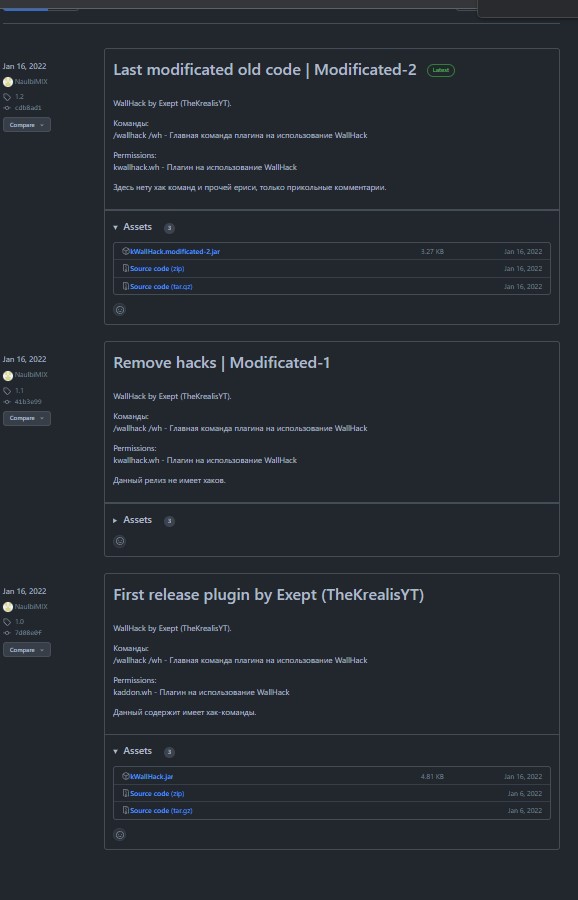 Jan 16, 2022
NaulbiMIX
1.2
cdb8ad1
Compare
Last modificated old code | Modificated-2
Latest
WallHack by Exept (TheKrealisYT).
Команды:
/wallhack /wh - Главная команда плагина на использование WallHack
Permissions:
kwallhack.wh - Плагин на использование WallHack
Здесь нету хак команд и прочей ериси, только прикольные комментарии.
Assets 3
kWallHack.modificated-2.jar 3.27 KB Jan 16, 2022
Source code (zip) Jan 16, 2022
Source code (tar.gz) Jan 16, 2022
Jan 16, 2022
NaulbiMIX
1.1
41b3e99
Compare
Remove hacks | Modificated-1
WallHack by Exept (TheKrealisYT).
Команды:
/wallhack /wh - Главная команда плагина на использование WallHack
Permissions:
kwallhack.wh - Плагин на использование WallHack
Данный релиз не имеет хаков.
Assets 3
Jan 16, 2022
NaulbiMIX
1.0
7d88e0f
Compare
First release plugin by Exept (TheKrealisYT)
WallHack by Exept (TheKrealisYT).
Команды:
/wallhack /wh - Главная команда плагина на использование WallHack
Permissions:
kaddon.wh - Плагин на использование WallHack
Данный содержит имеет хак-команды.
Assets 3
kWallHack.jar 4.81 KB Jan 16, 2022
Source code (zip) Jan 6, 2022
Source code (tar.gz) Jan 6, 2022